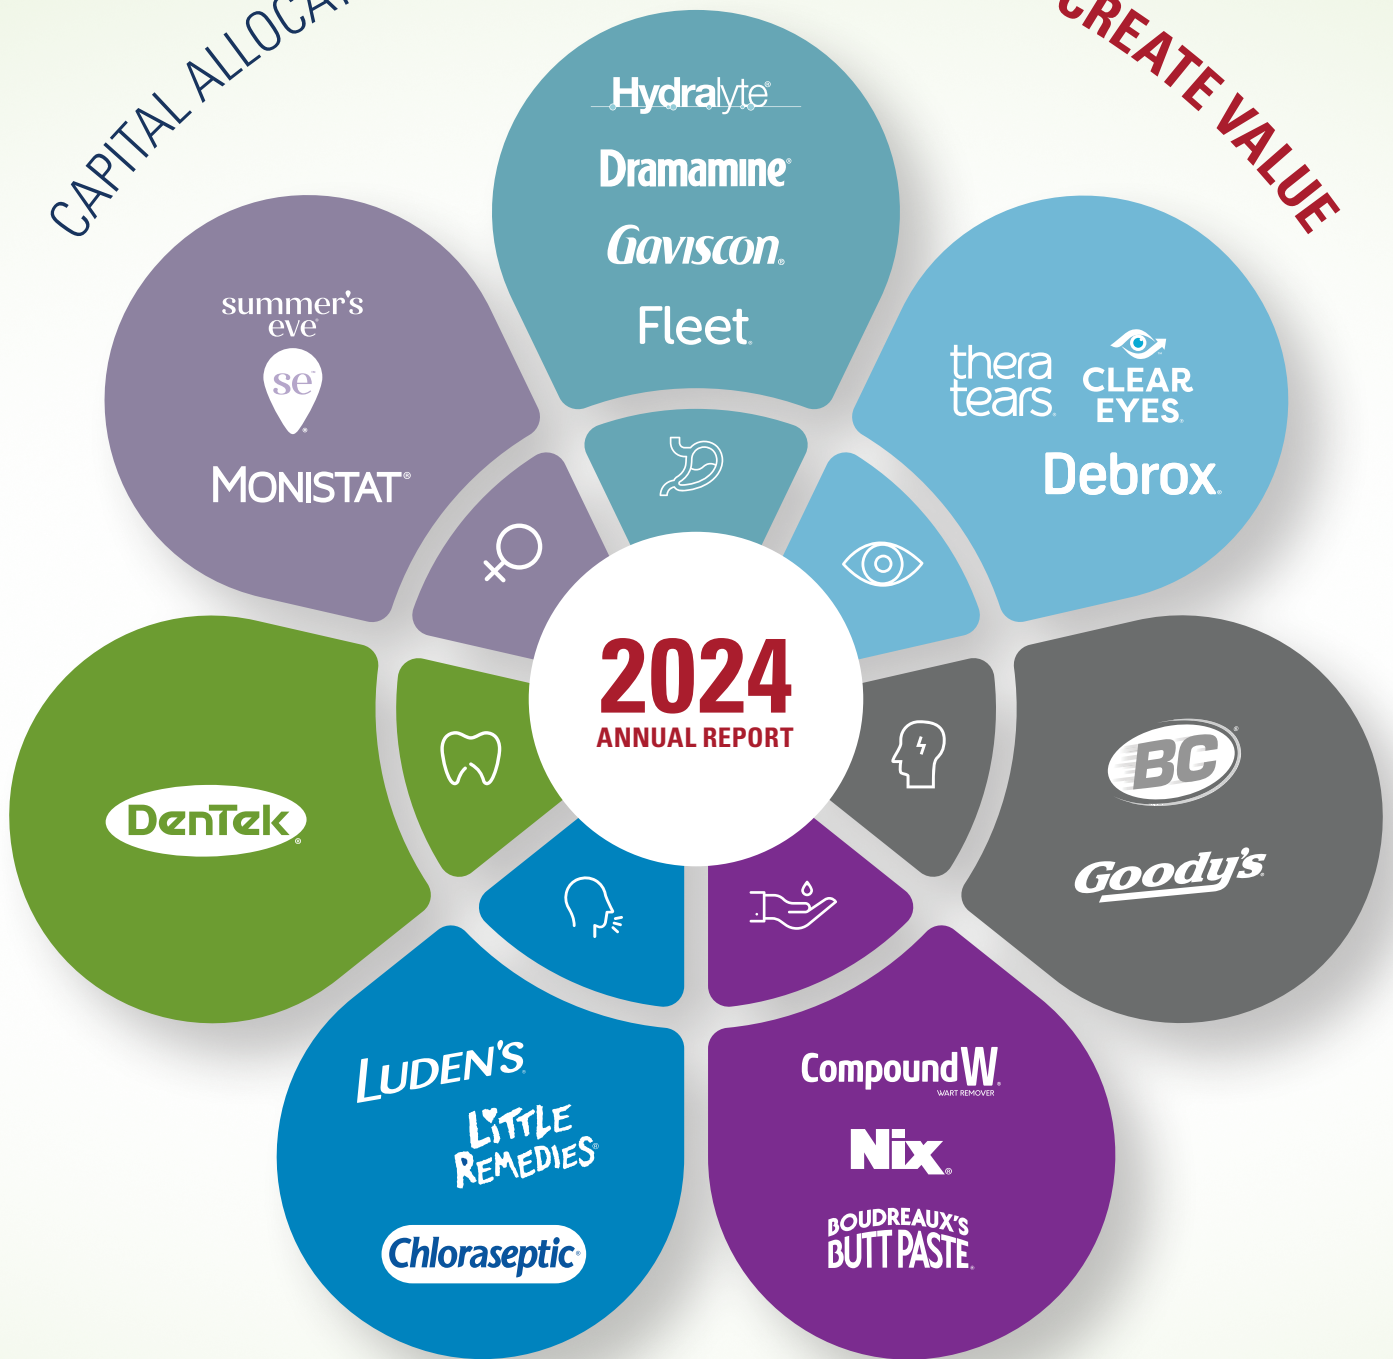 CAPITAL ALLOCA
CREATE VALUE
Hydralyte®
Dramamine®
Gaviscon®
Fleet®
summer's
eve®
se™
MONISTAT®
thera
tears®
CLEAR
EYES®
Debrox®
2024
ANNUAL REPORT
DenTek®
BC®
Goody's®
LUDEN'S®
LiTTLE
REMEDIES®
Chloraseptic®
Compound W®
WART REMOVER
Nix®
BOUDREAUX'S
BUTT PASTE®